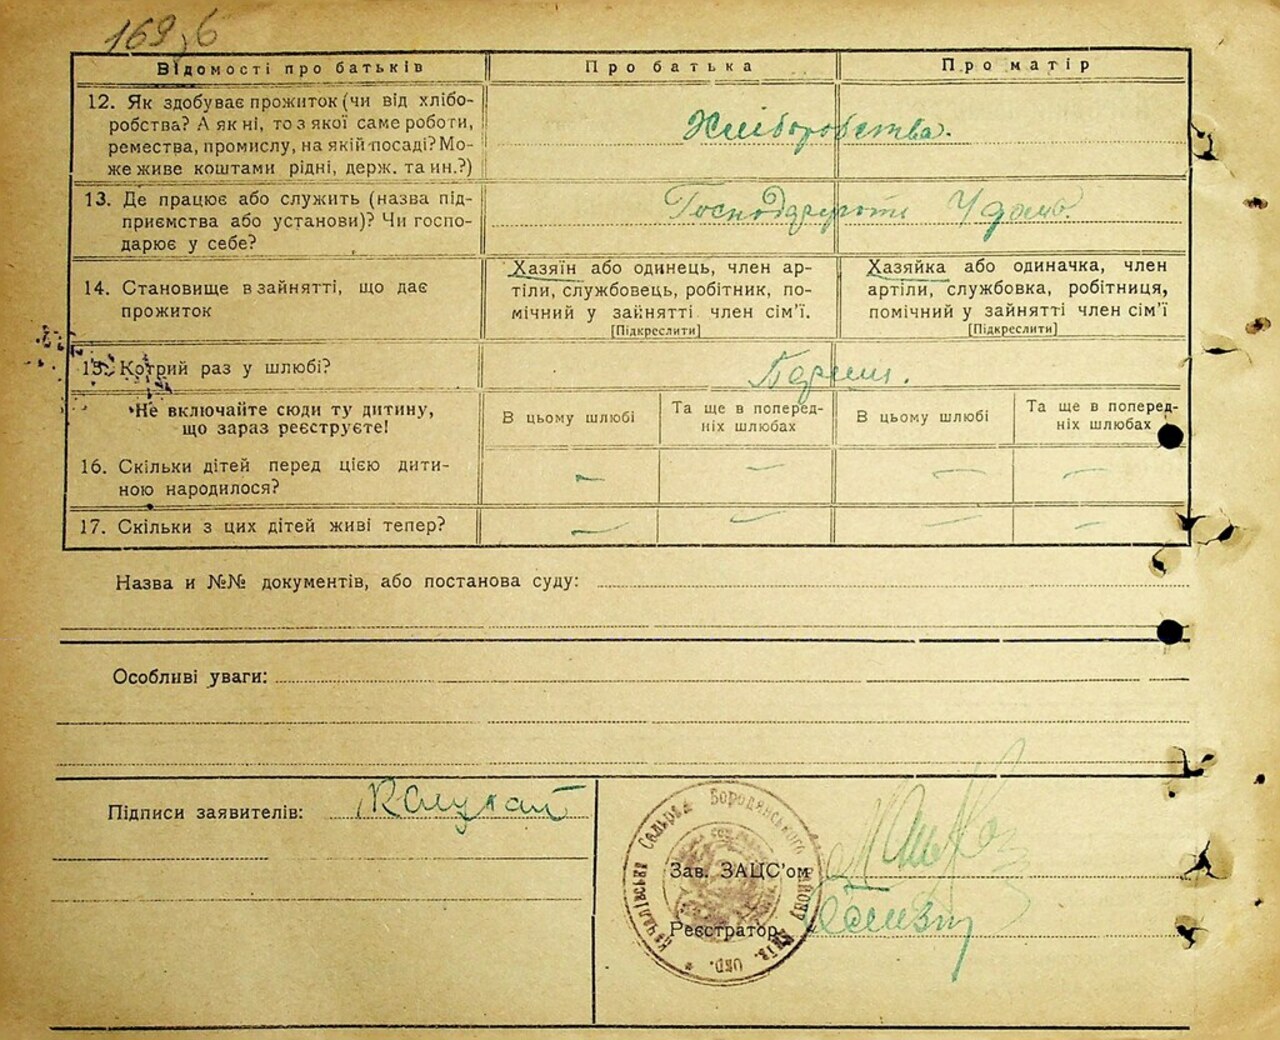 169 б
Відомості про батьків Про батька Про матір
12. Як здобуває прожиток (чи від хлібо-
робства? А як ні, то з якої саме роботи,
ремества, промислу, на якій посаді? Мо-
же живе коштами рідні, держ. та ин.?)
Хліборобства.
13. Де працює або служить (назва під-
приємства або установи)? Чи госпо-
дарює у себе?
14. Становище в зайнятті, що дає
прожиток
Хазяїн або одинець, член ар-
тіли, службовець, робітник, по-
мічний у зайнятті член сім'ї.
[Підкреслити]
Хазяйка або одиначка, член
артіли, службовка, робітниця,
помічний у зайнятті член сім'ї
[Підкреслити]
15. Котрий раз у шлюбі?
Не включайте сюди ту дитину,
що зараз реєструєте!
В цьому шлюбі
Та ще в поперед-
ніх шлюбах
В цьому шлюбі
Та ще в поперед-
ніх шлюбах
16. Скільки дітей перед цією дити-
ною народилося?
— — — —
17. Скільки з цих дітей живі тепер?
— — — —
Назва и №№ документів, або постанова суду:
Особливі уваги:
Підписи заявителів:
Сельрада Бородянського району Київ. окр.
Зав. ЗАЦС'ом
Реєстратор